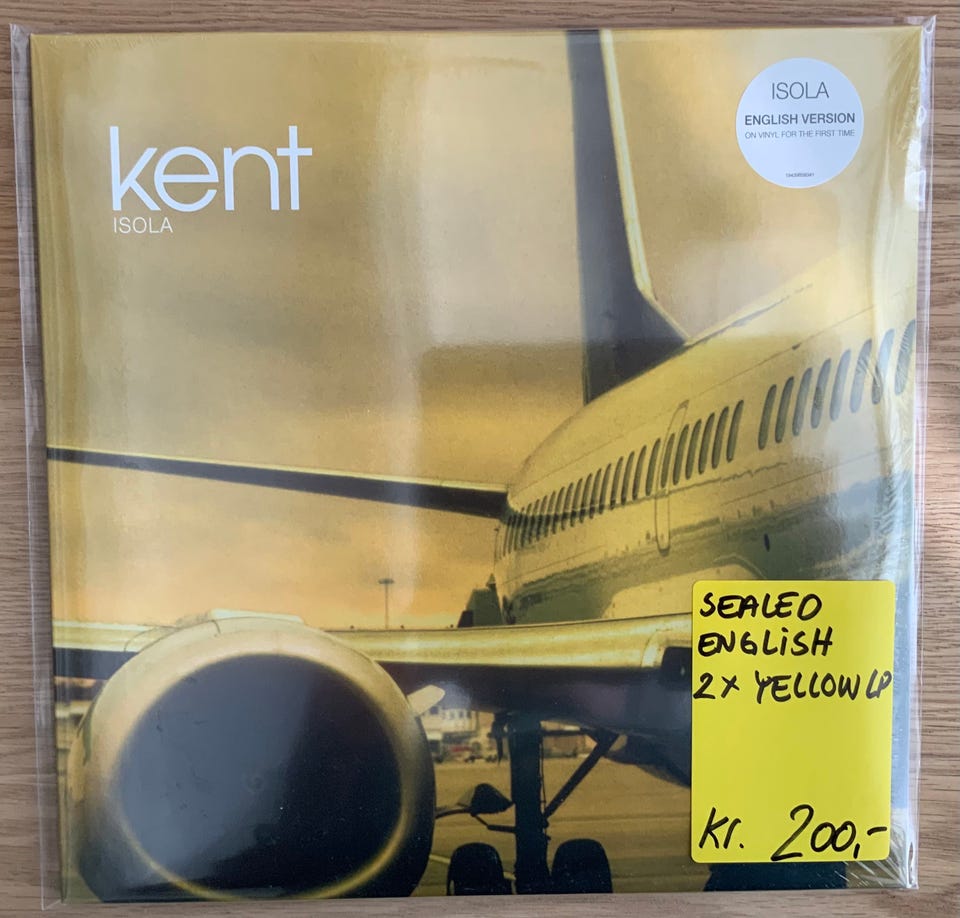 kent
ISOLA
ISOLA
ENGLISH VERSION
ON VINYL FOR THE FIRST TIME
SEALED
ENGLISH
2x YELLOW LP
Kr. 200,-